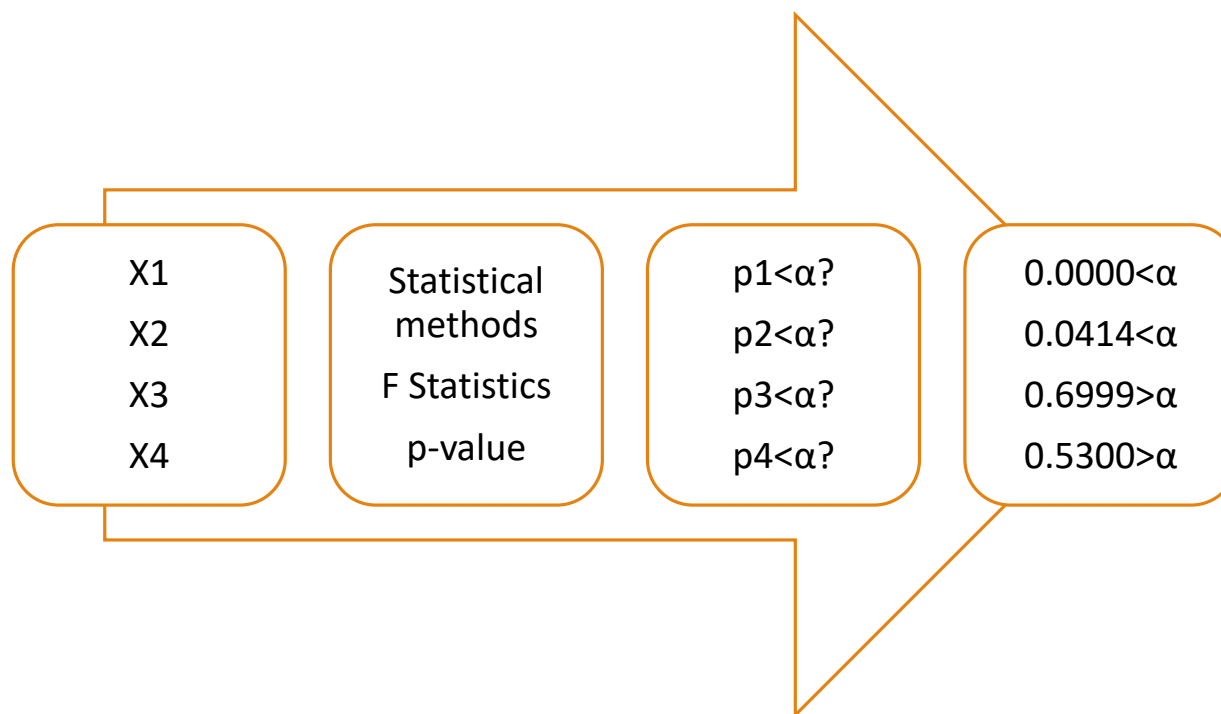 X1
X2
X3
X4
Statistical
methods
F Statistics
p-value
p1<α?
p2<α?
p3<α?
p4<α?
0.0000<α
0.0414<α
0.6999>α
0.5300>α